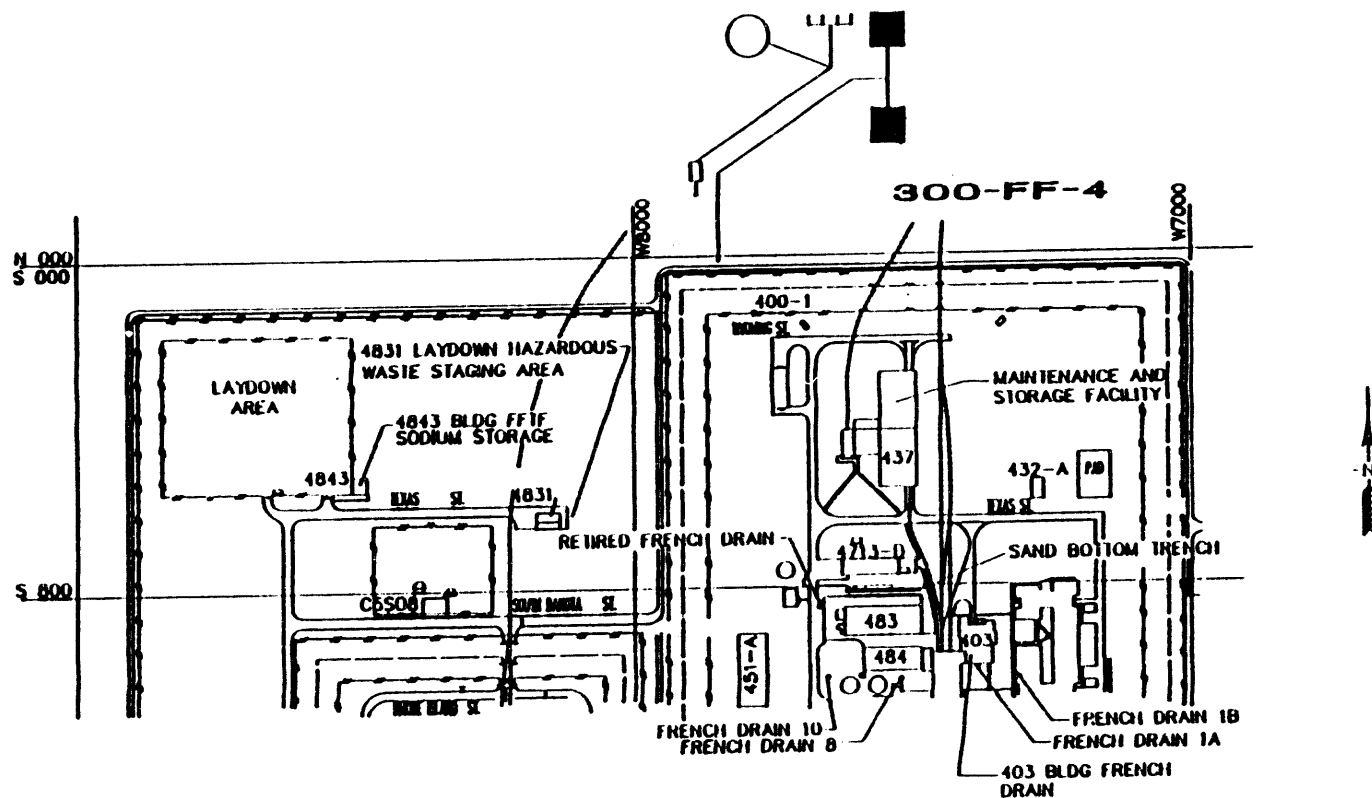 300-FF-4
W8000
W7000
N 000
S 000
400-1
4831 LAYDOWN HAZARDOUS
WASTE STAGING AREA
LAYDOWN
AREA
MAINTENANCE AND
STORAGE FACILITY
4843 BLDG FFTF
SODIUM STORAGE
437
432-A
PAD
4843
TEXAS ST.
4831
TEXAS ST.
RETIRED FRENCH DRAIN
4713-D
SAND BOTTOM TRENCH
S 800
SOUTH DAKOTA ST.
483
403
451-A
484
FRENCH DRAIN 10
FRENCH DRAIN 8
FRENCH DRAIN 1B
FRENCH DRAIN 1A
403 BLDG FRENCH
DRAIN
N